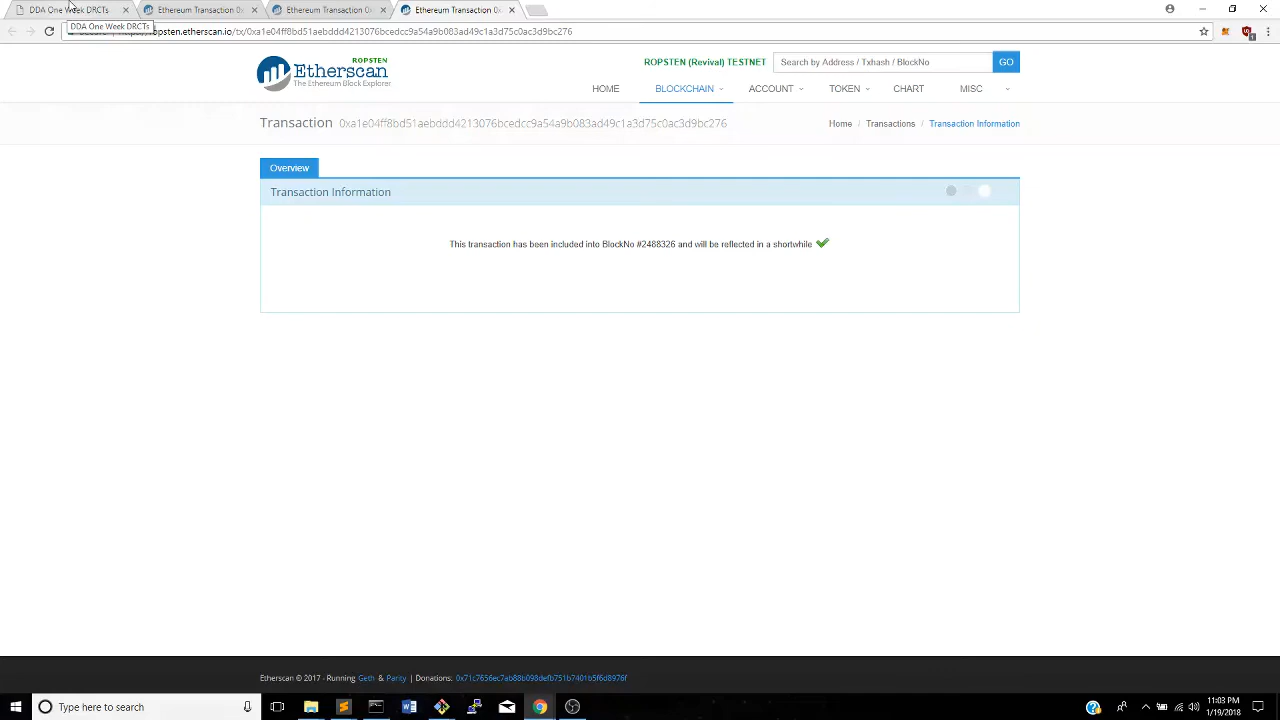 DDA One Week DRCTs
Ethereum Transaction 0x
Ethereum Transaction 0x
Ethereum Transaction 0x
DDA One Week DRCTs
ropsten.etherscan.io/tx/0xa1e04ff8bd51aebddd4213076bcedcc9a54a9b083ad49c1a3d75c0ac3d9bc276
ROPSTEN
Etherscan
The Ethereum Block Explorer
ROPSTEN (Revival) TESTNET
Search by Address / Txhash / BlockNo
GO
HOME
BLOCKCHAIN
ACCOUNT
TOKEN
CHART
MISC
Transaction 0xa1e04ff8bd51aebddd4213076bcedcc9a54a9b083ad49c1a3d75c0ac3d9bc276
Home / Transactions / Transaction Information
Overview
Transaction Information
This transaction has been included into BlockNo #2488326 and will be reflected in a shortwhile
Etherscan © 2017 - Running Geth & Parity | Donations: 0x71c7656ec7ab88b098defb751b7401b5f6d8976f
Type here to search
11:03 PM
1/19/2018